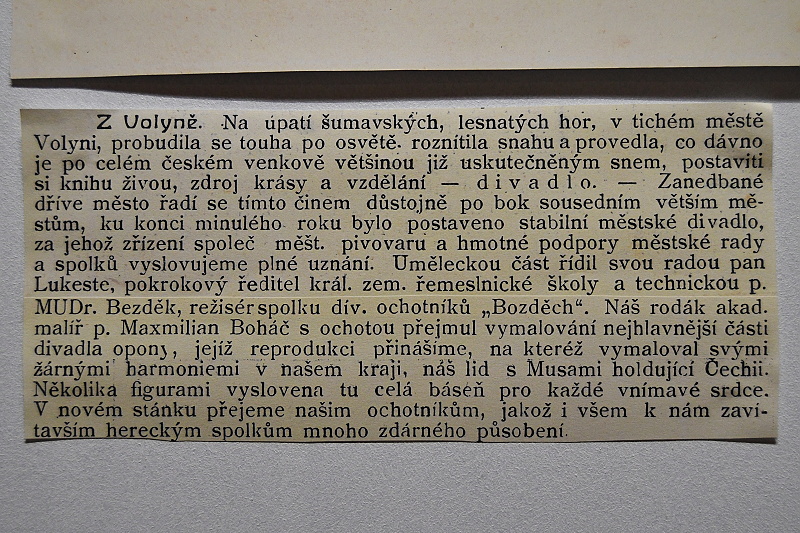 Z Volyně. Na úpatí šumavských, lesnatých hor, v tichém městě
Volyni, probudila se touha po osvětě. roznítila snahu a provedla, co dávno
je po celém českém venkově většinou již uskutečněným snem, postaviti
si knihu živou, zdroj krásy a vzdělání — divadlo. — Zanedbané
dříve město řadí se tímto činem důstojně po bok sousedním větším mě-
stům, ku konci minulého roku bylo postaveno stabilní městské divadlo,
za jehož zřízení společ měšt. pivovaru a hmotné podpory městské rady
a spolků vyslovujeme plné uznání. Uměleckou část řídil svou radou pan
Lukeste, pokrokový ředitel král. zem. řemeslnické školy a technickou p.
MUDr. Bezděk, režisér spolku div. ochotníků „Bozděch“. Náš rodák akad.
malíř p. Maxmilian Boháč s ochotou přejmul vymalování nejhlavnější části
divadla opony, jejíž reprodukci přinášíme, na kteréž vymaloval svými
žárnými harmoniemi v našem kraji, náš lid s Musami holdující Čechii.
Několika figurami vyslovena tu celá báseň pro každé vnímavé srdce.
V novém stánku přejeme našim ochotníkům, jakož i všem k nám zaví-
tavším hereckým spolkům mnoho zdárného působení.